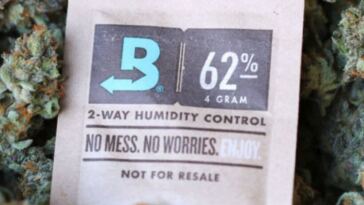 B® 62%
4 GRAM
2-WAY HUMIDITY CONTROL
NO MESS. NO WORRIES. ENJOY.
NOT FOR RESALE